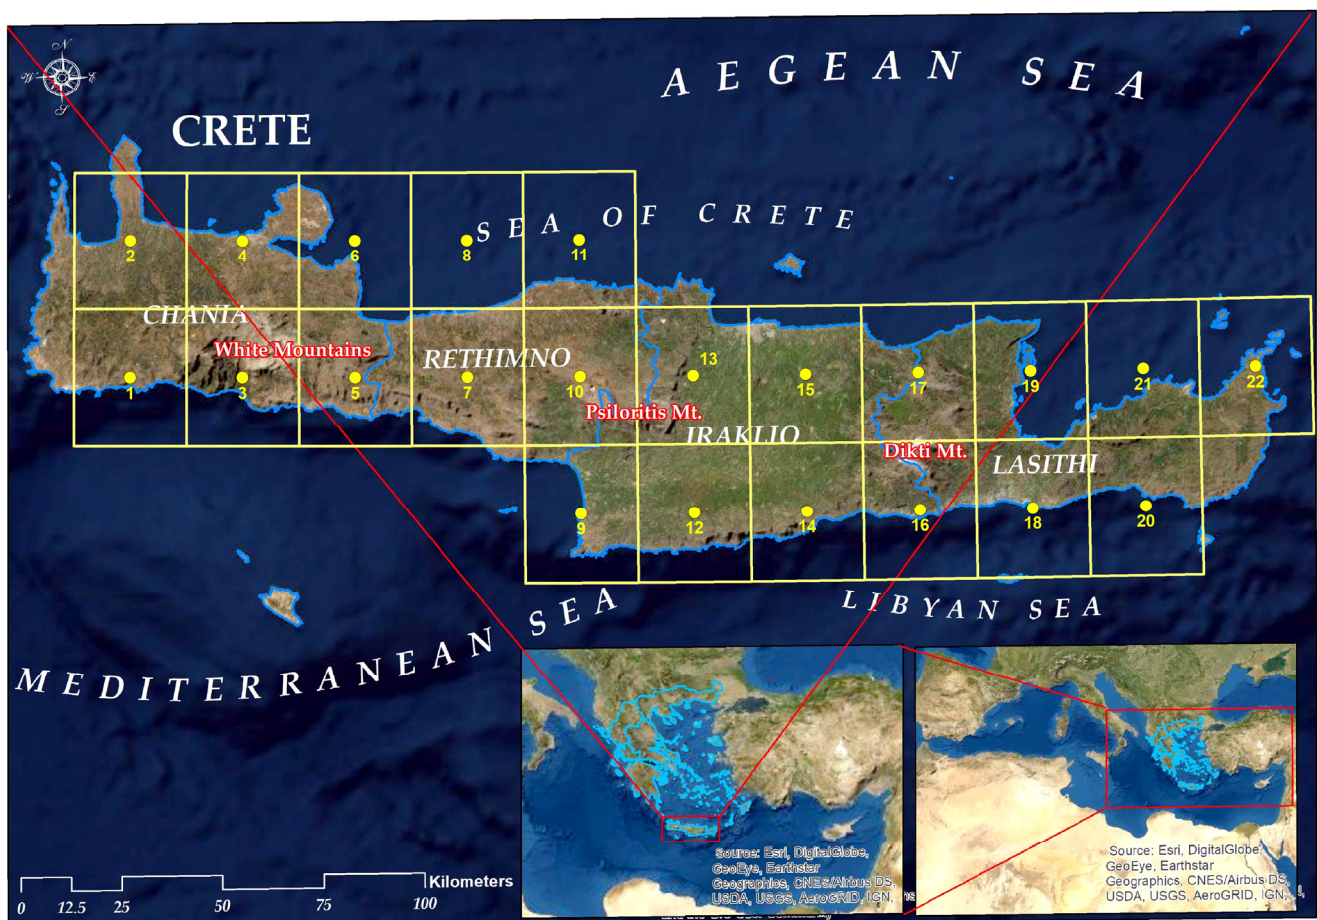 N
W E
S
AEGEAN SEA
CRETE
SEA OF CRETE
2
4
6
8
11
CHANIA
White Mountains
RETHIMNO
13
1
3
5
7
10
15
17
19
21
22
Psiloritis Mt.
IRAKLIO
Dikti Mt.
LASITHI
9
12
14
16
18
20
MEDITERRANEAN SEA
LIBYAN SEA
Source: Esri, DigitalGlobe,
GeoEye, Earthstar
Geographics, CNES/Airbus DS,
USDA, USGS, AeroGRID, IGN,
Source: Esri, DigitalGlobe,
GeoEye, Earthstar
Geographics, CNES/Airbus DS,
USDA, USGS, AeroGRID, IGN,
Kilometers
0 12.5 25 50 75 100